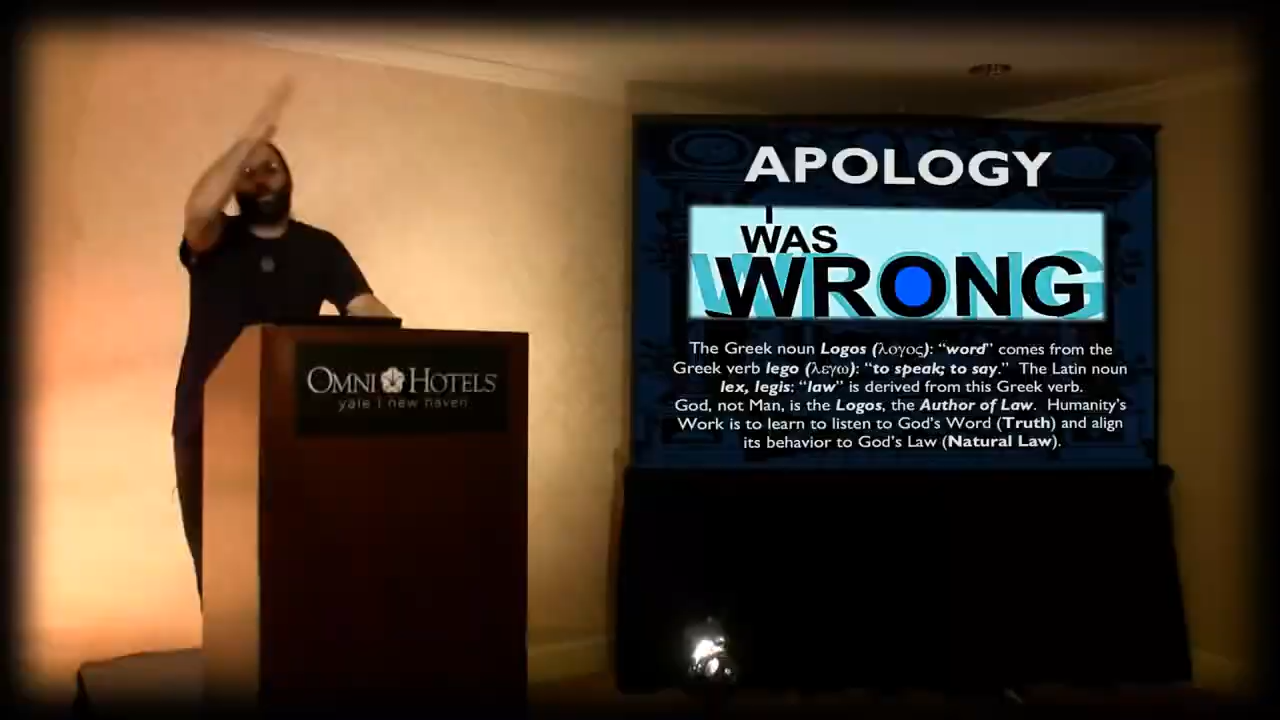 APOLOGY
I
WAS
WRONG
The Greek noun Logos (λογος): “word” comes from the
Greek verb lego (λεγω): “to speak; to say.” The Latin noun
lex, legis: “law” is derived from this Greek verb.
God, not Man, is the Logos, the Author of Law. Humanity's
Work is to learn to listen to God's Word (Truth) and align
its behavior to God's Law (Natural Law).
OMNI HOTELS
yale | new haven